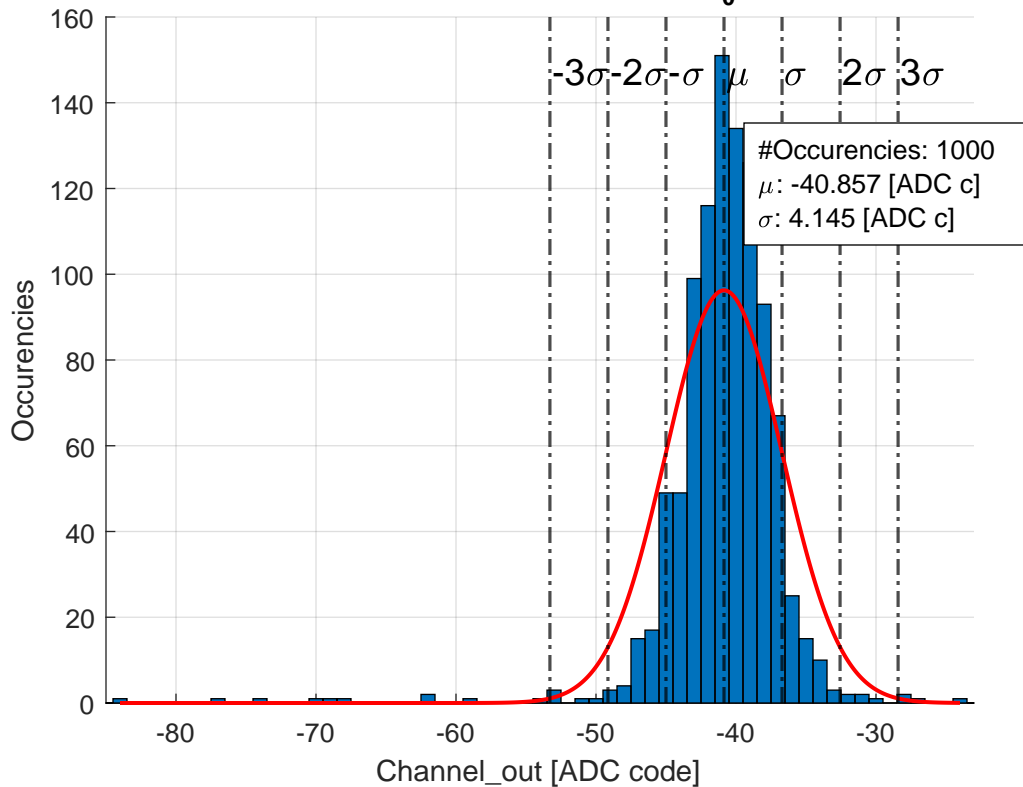 160
140
120
100
80
60
40
20
0
Occurencies
-3σ -2σ -σ μ σ 2σ 3σ
#Occurencies: 1000
μ: -40.857 [ADC c]
σ: 4.145 [ADC c]
-80 -70 -60 -50 -40 -30
Channel_out [ADC code]